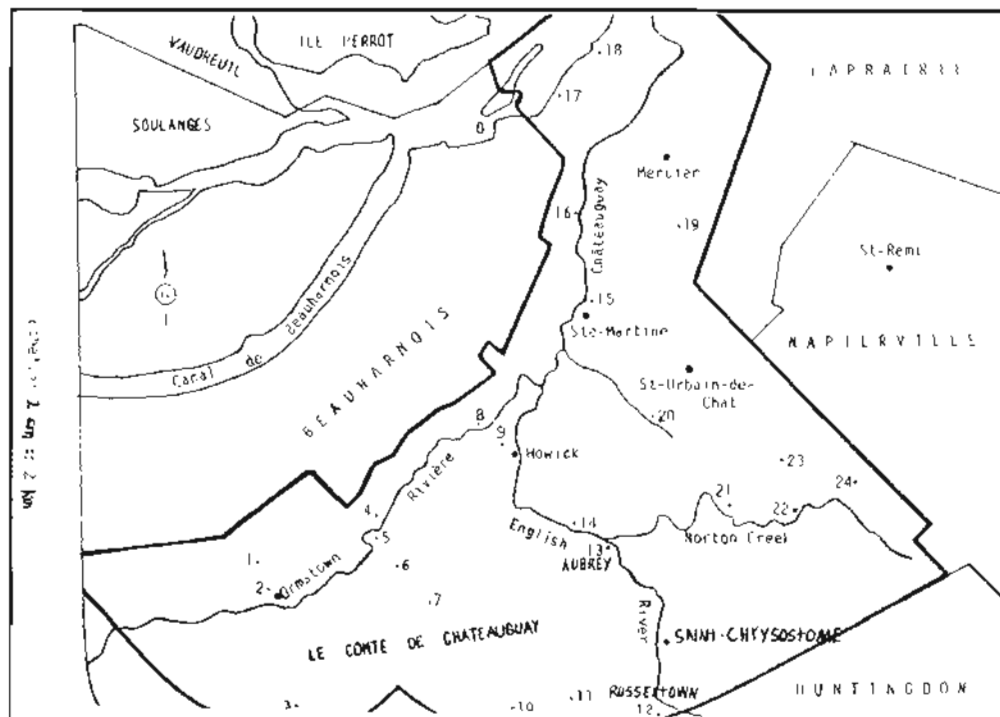 VAUDREUIL
ILE PERROT
SOULANGES
18
17
Mercier
Châteauguay
16
19
St-Remi
15
Ste-Martine
Canal de Beauharnois
BEAUHARNOIS
St-Urbain-de-
Chat
20
8
9
Howick
Rivière
23
24
21
22
4
5
14
English
13
AUBREY
Norton Creek
1
2
Ormstown
6
7
River
LE COMTE DE CHATEAUGUAY
SAINT-CHRYSOSTOME
HUNTINGDON
3
10
11
RUSSELTOWN
12